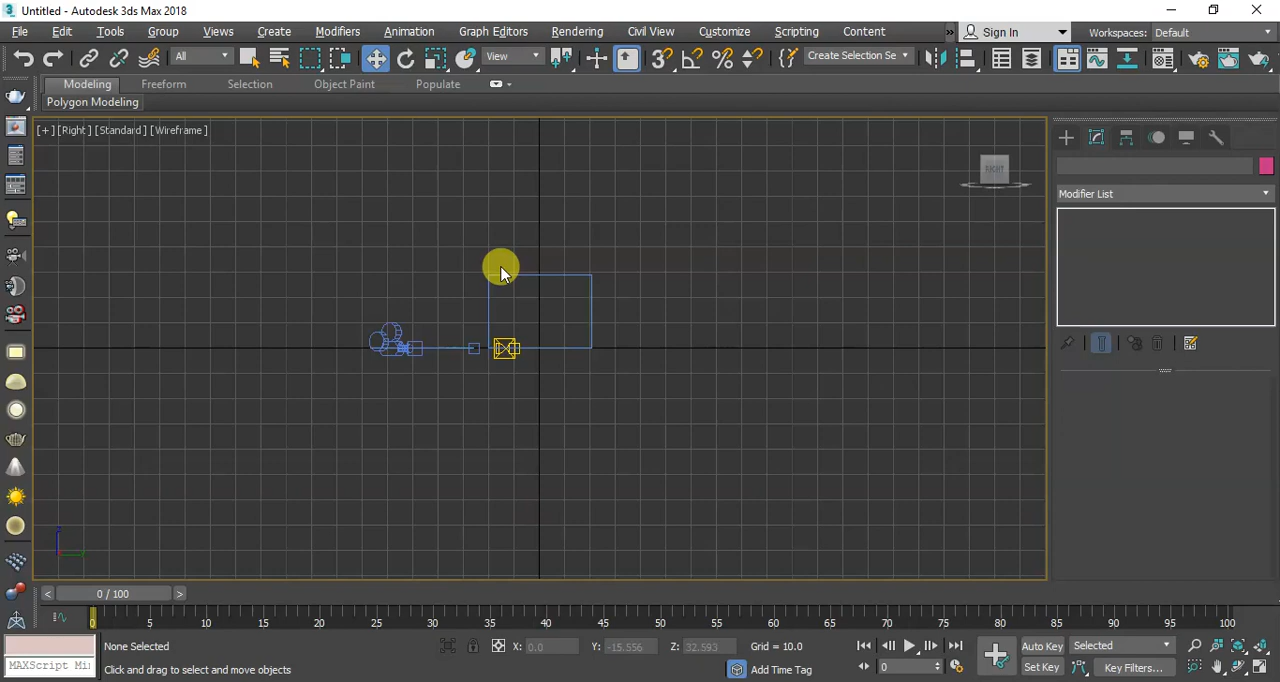 Untitled - Autodesk 3ds Max 2018
File Edit Tools Group Views Create Modifiers Animation Graph Editors Rendering Civil View Customize Scripting Content » Sign In Workspaces: Default
All View Create Selection Se
Modeling Freeform Selection Object Paint Populate
Polygon Modeling
[+] [Right] [Standard] [Wireframe]
RIGHT
Modifier List
z
y
< 0 / 100 >
0 5 10 15 20 25 30 35 40 45 50 55 60 65 70 75 80 85 90 95 100
None Selected X: 0.0 Y: -15.556 Z: 32.593 Grid = 10.0 Auto Key Selected
MAXScript Mi: Click and drag to select and move objects Add Time Tag 0 Set Key Key Filters...